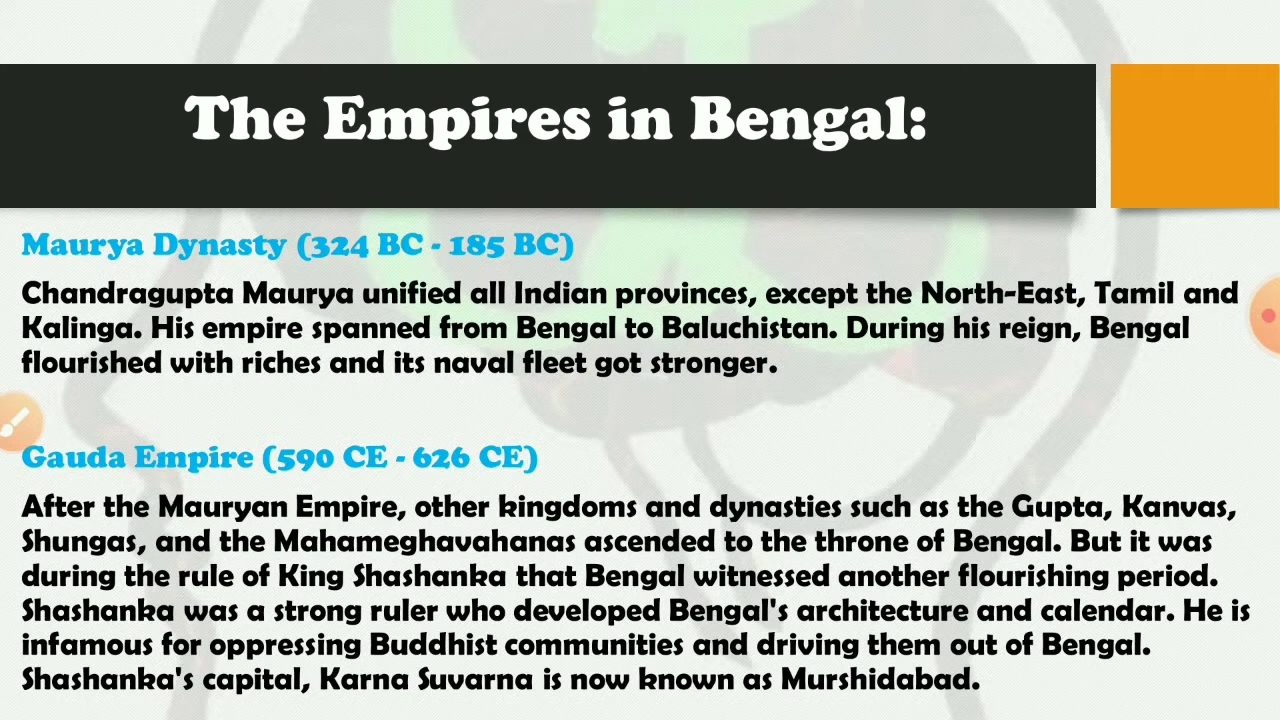 The Empires in Bengal:
Maurya Dynasty (324 BC - 185 BC)
Chandragupta Maurya unified all Indian provinces, except the North-East, Tamil and
Kalinga. His empire spanned from Bengal to Baluchistan. During his reign, Bengal
flourished with riches and its naval fleet got stronger.
Gauda Empire (590 CE - 626 CE)
After the Mauryan Empire, other kingdoms and dynasties such as the Gupta, Kanvas,
Shungas, and the Mahameghavahanas ascended to the throne of Bengal. But it was
during the rule of King Shashanka that Bengal witnessed another flourishing period.
Shashanka was a strong ruler who developed Bengal's architecture and calendar. He is
infamous for oppressing Buddhist communities and driving them out of Bengal.
Shashanka's capital, Karna Suvarna is now known as Murshidabad.